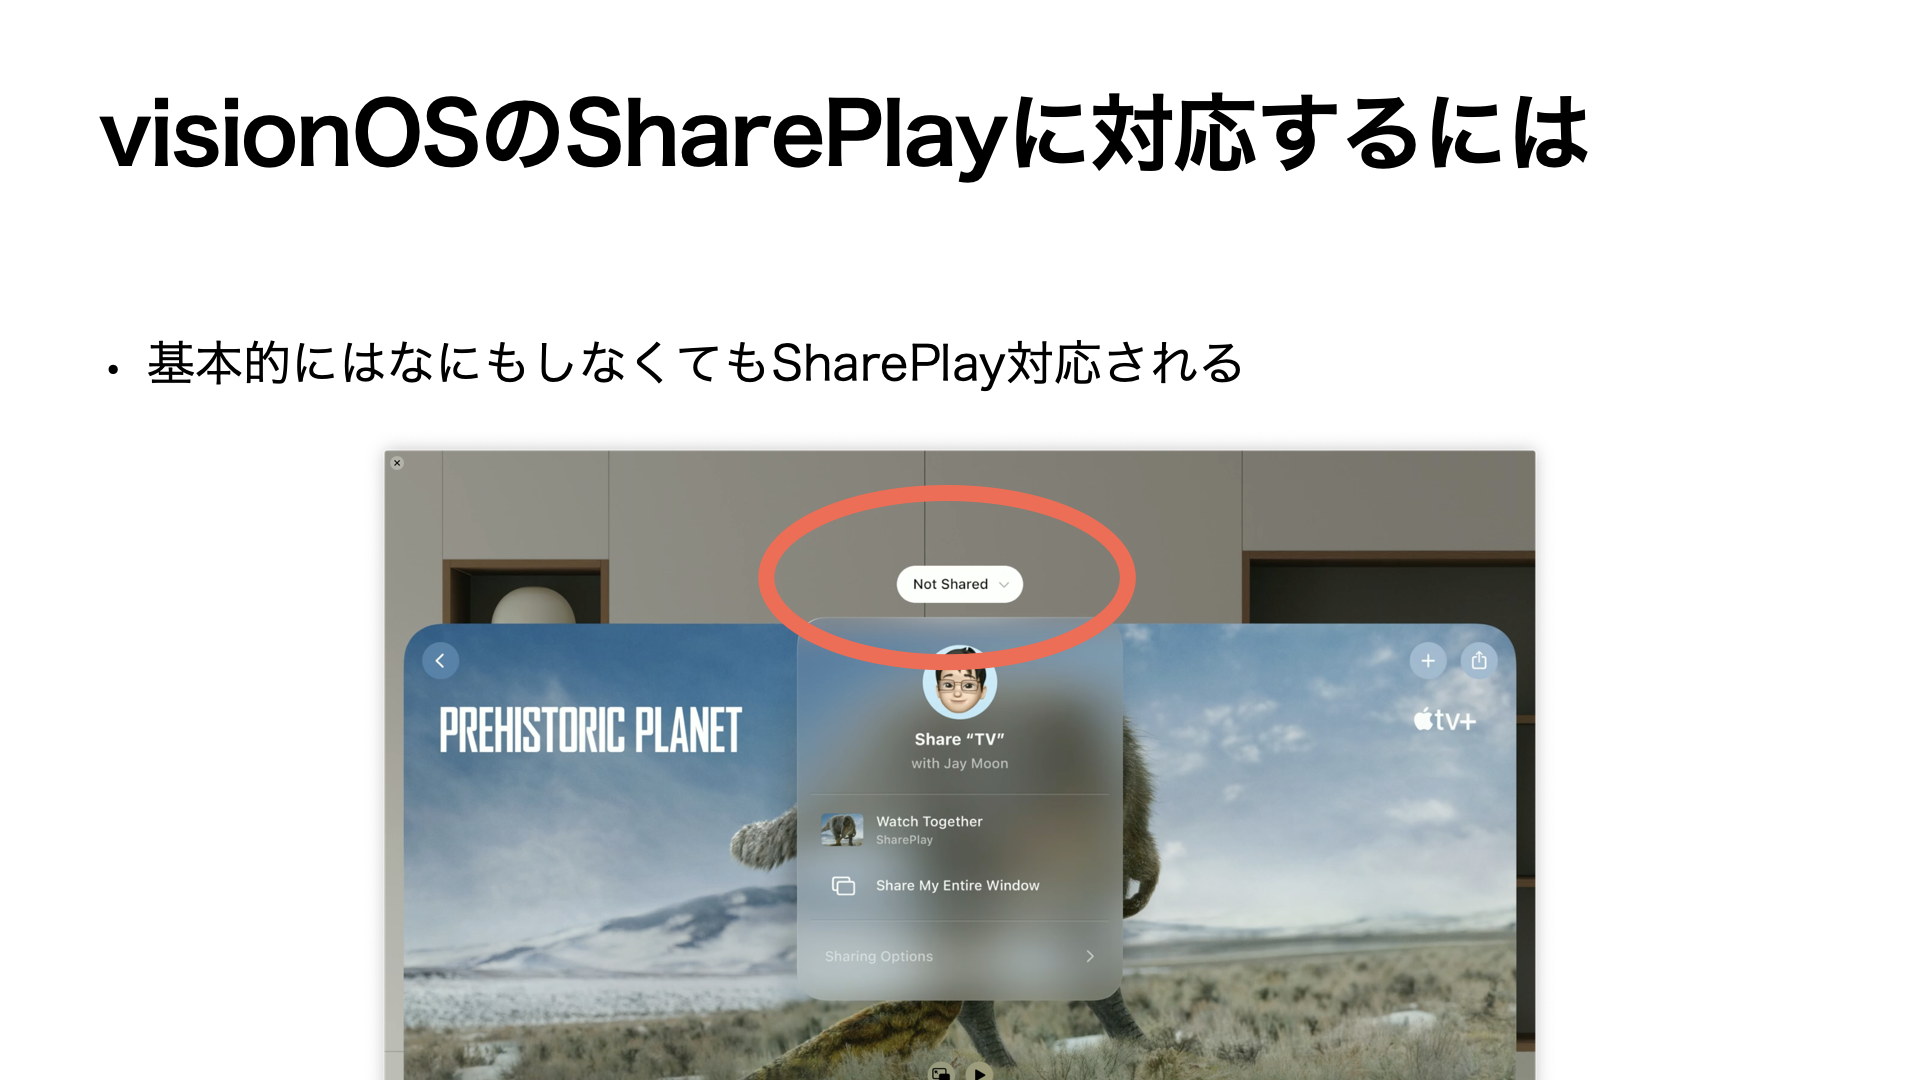 visionOSのSharePlayに対応するには
• 基本的にはなにもしなくてもSharePlay対応される
Not Shared
PREHISTORIC PLANET
tv+
Share “TV”
with Jay Moon
Watch Together
SharePlay
Share My Entire Window
Sharing Options